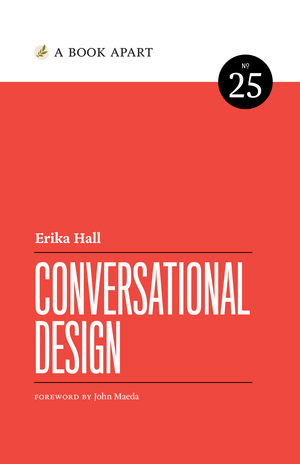 A BOOK APART
Nº
25
Erika Hall
CONVERSATIONAL
DESIGN
FOREWORD BY John Maeda